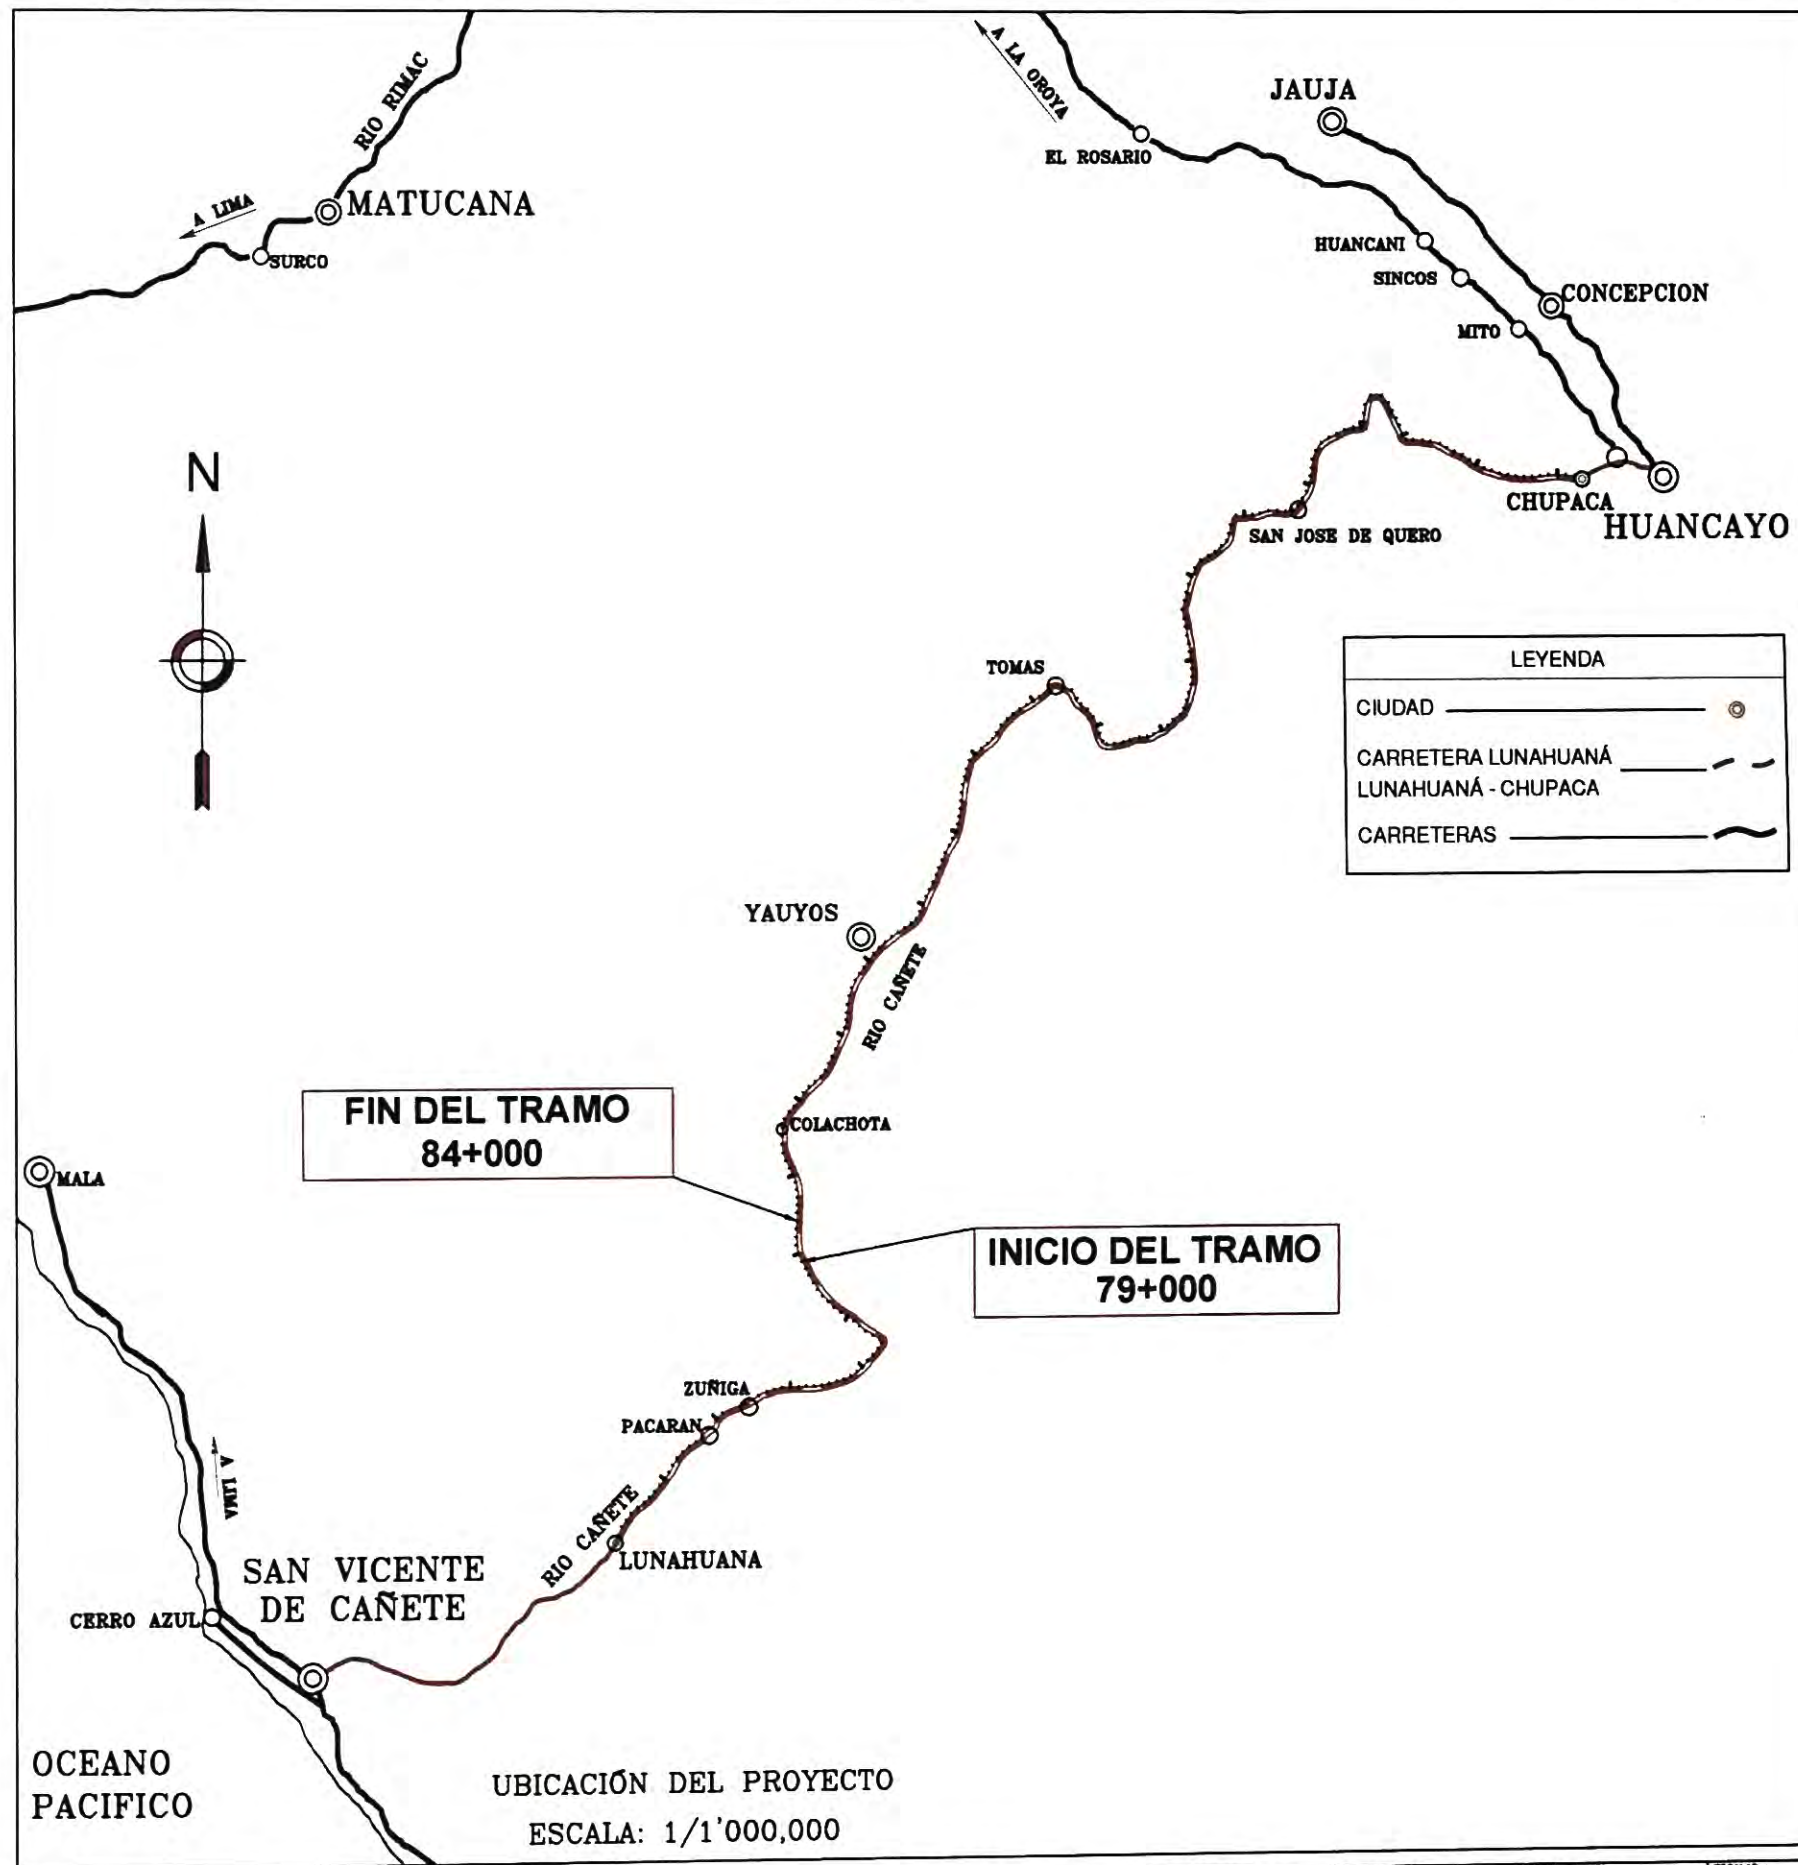 RIO RIMAC
A LA OROYA
JAUJA
EL ROSARIO
A LIMA
MATUCANA
SURCO
HUANCANI
SINCOS
CONCEPCION
MITO
N
CHUPACA
HUANCAYO
SAN JOSE DE QUERO
TOMAS
LEYENDA
CIUDAD
CARRETERA LUNAHUANÁ
LUNAHUANÁ - CHUPACA
CARRETERAS
YAUYOS
RIO CAÑETE
FIN DEL TRAMO
84+000
COLACHOTA
MALA
INICIO DEL TRAMO
79+000
ZUÑIGA
PACARAN
A LIMA
RIO CAÑETE
LUNAHUANA
SAN VICENTE
DE CAÑETE
CERRO AZUL
OCEANO
PACIFICO
UBICACIÓN DEL PROYECTO
ESCALA: 1/1'000,000